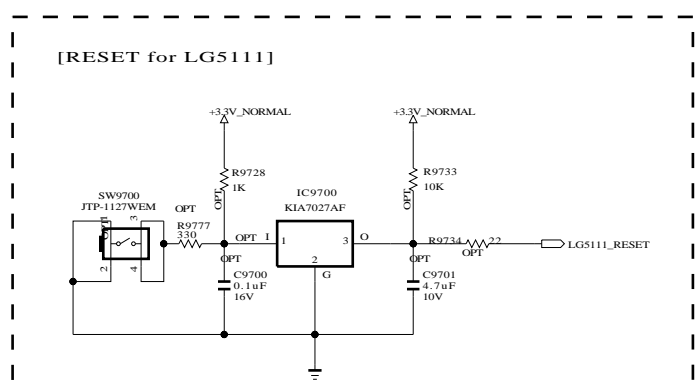 [RESET for LG5111]
+3.3V_NORMAL
+3.3V_NORMAL
R9728
1K
OPT
R9733
10K
OPT
SW9700
JTP-1127WEM
OPT
R9777
330
IC9700
KIA7027AF
1
3
2
4
OPT
OPT
I
1
3
O
2
G
OPT
R9734
22
OPT
LG5111_RESET
OPT
C9700
0.1uF
16V
OPT
C9701
4.7uF
10V